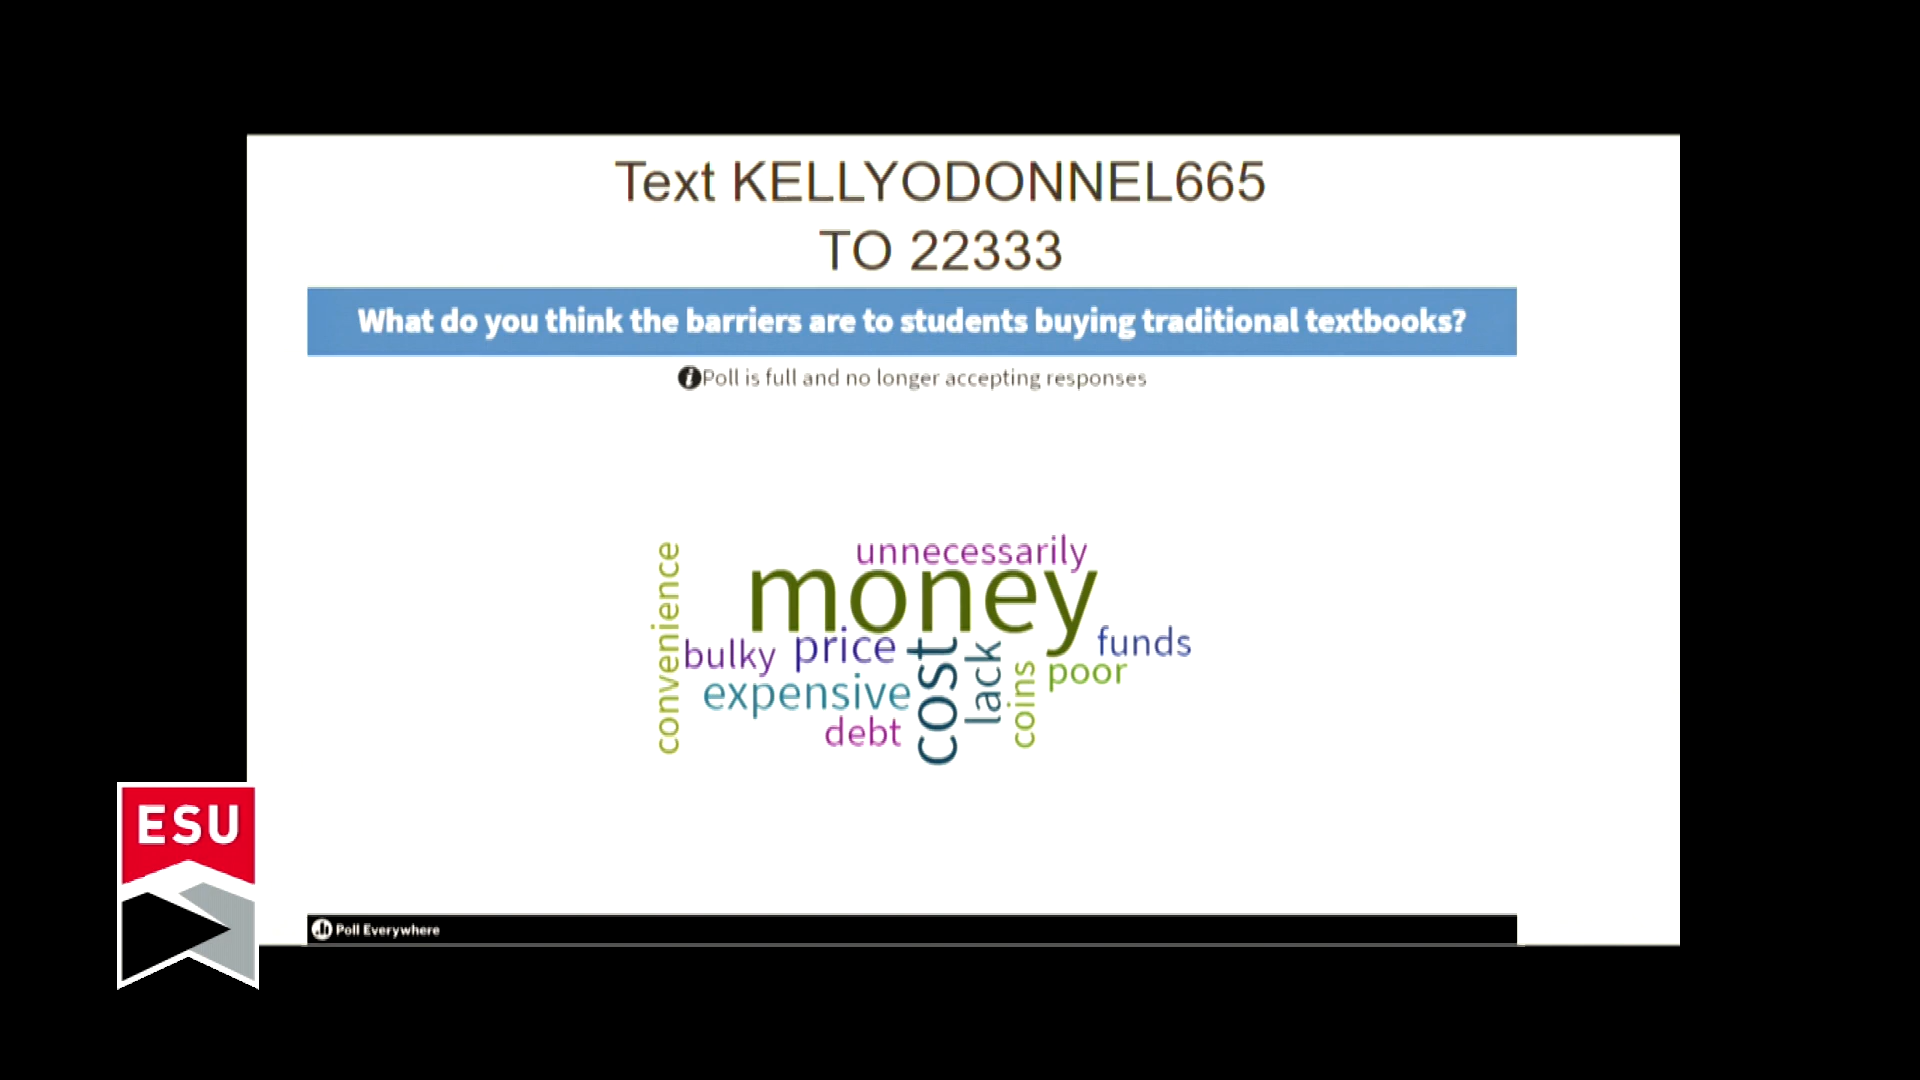 Text KELLYODONNEL665
TO 22333
What do you think the barriers are to students buying traditional textbooks?
Poll is full and no longer accepting responses
unnecessarily
money
convenience
bulky
price
funds
cost
lack
coins
poor
expensive
debt
ESU
Poll Everywhere